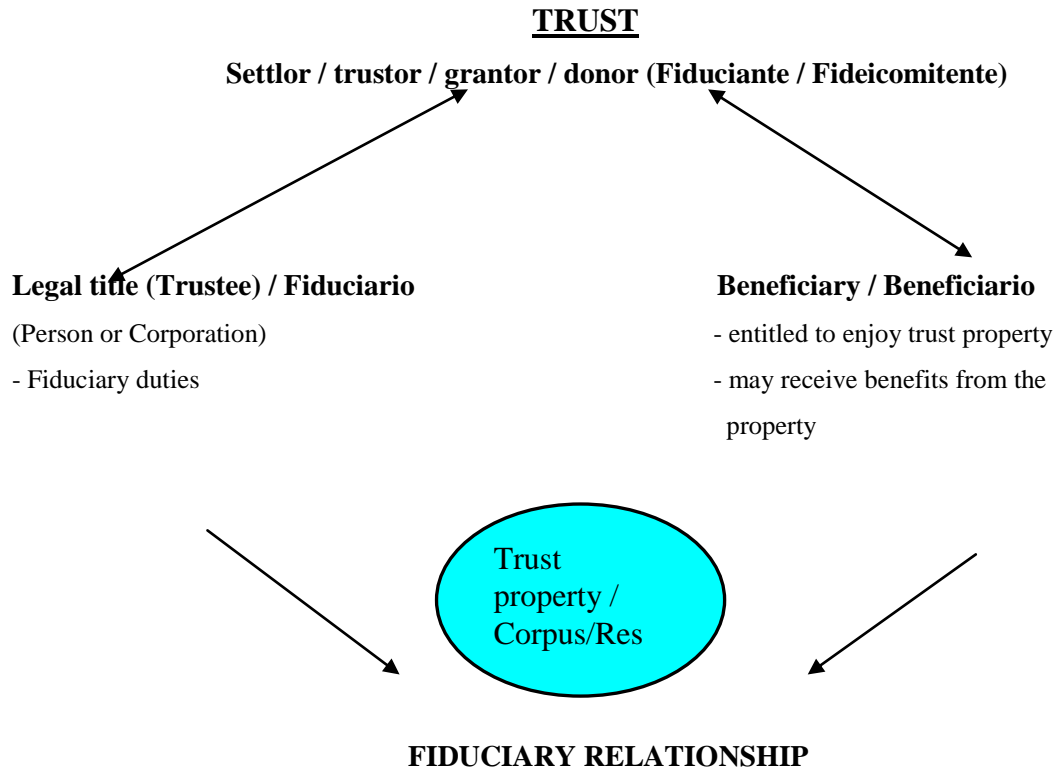 TRUST
Settlor / trustor / grantor / donor (Fiduciante / Fideicomitente)
Legal title (Trustee) / Fiduciario
(Person or Corporation)
- Fiduciary duties
Beneficiary / Beneficiario
- entitled to enjoy trust property
- may receive benefits from the
property
Trust
property /
Corpus/Res
FIDUCIARY RELATIONSHIP